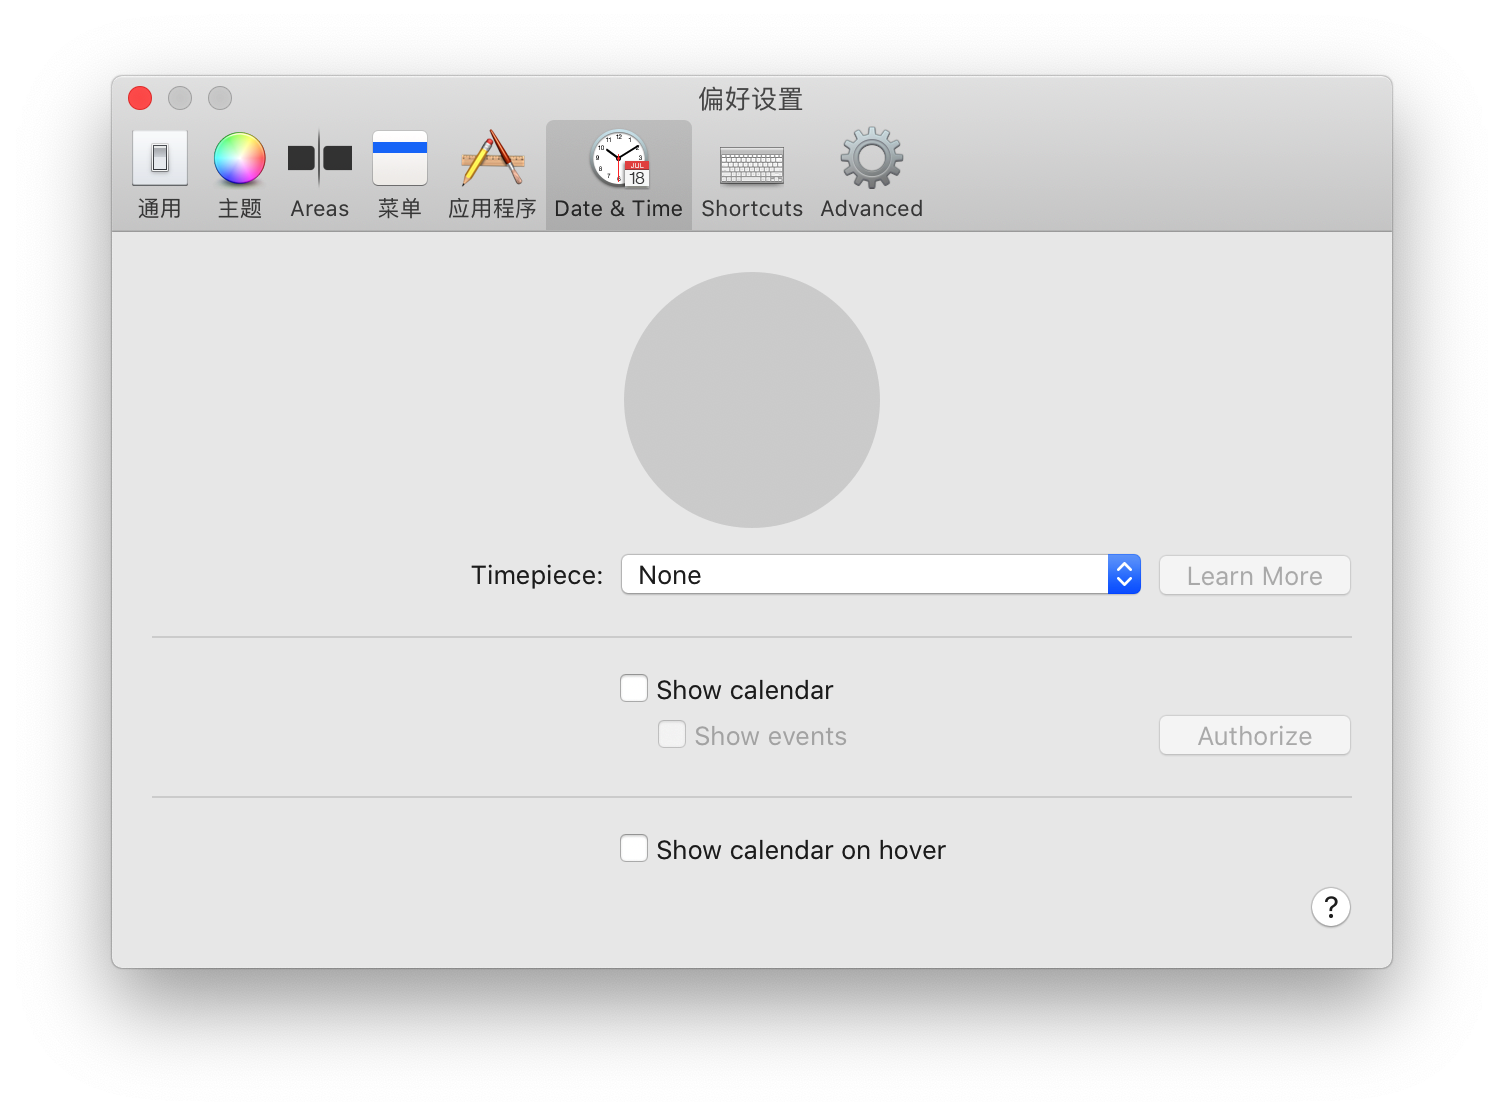 偏好设置
通用
主题
Areas
菜单
应用程序
Date & Time
Shortcuts
Advanced
JUL
18
Timepiece: None Learn More
Show calendar
Show events Authorize
Show calendar on hover
?